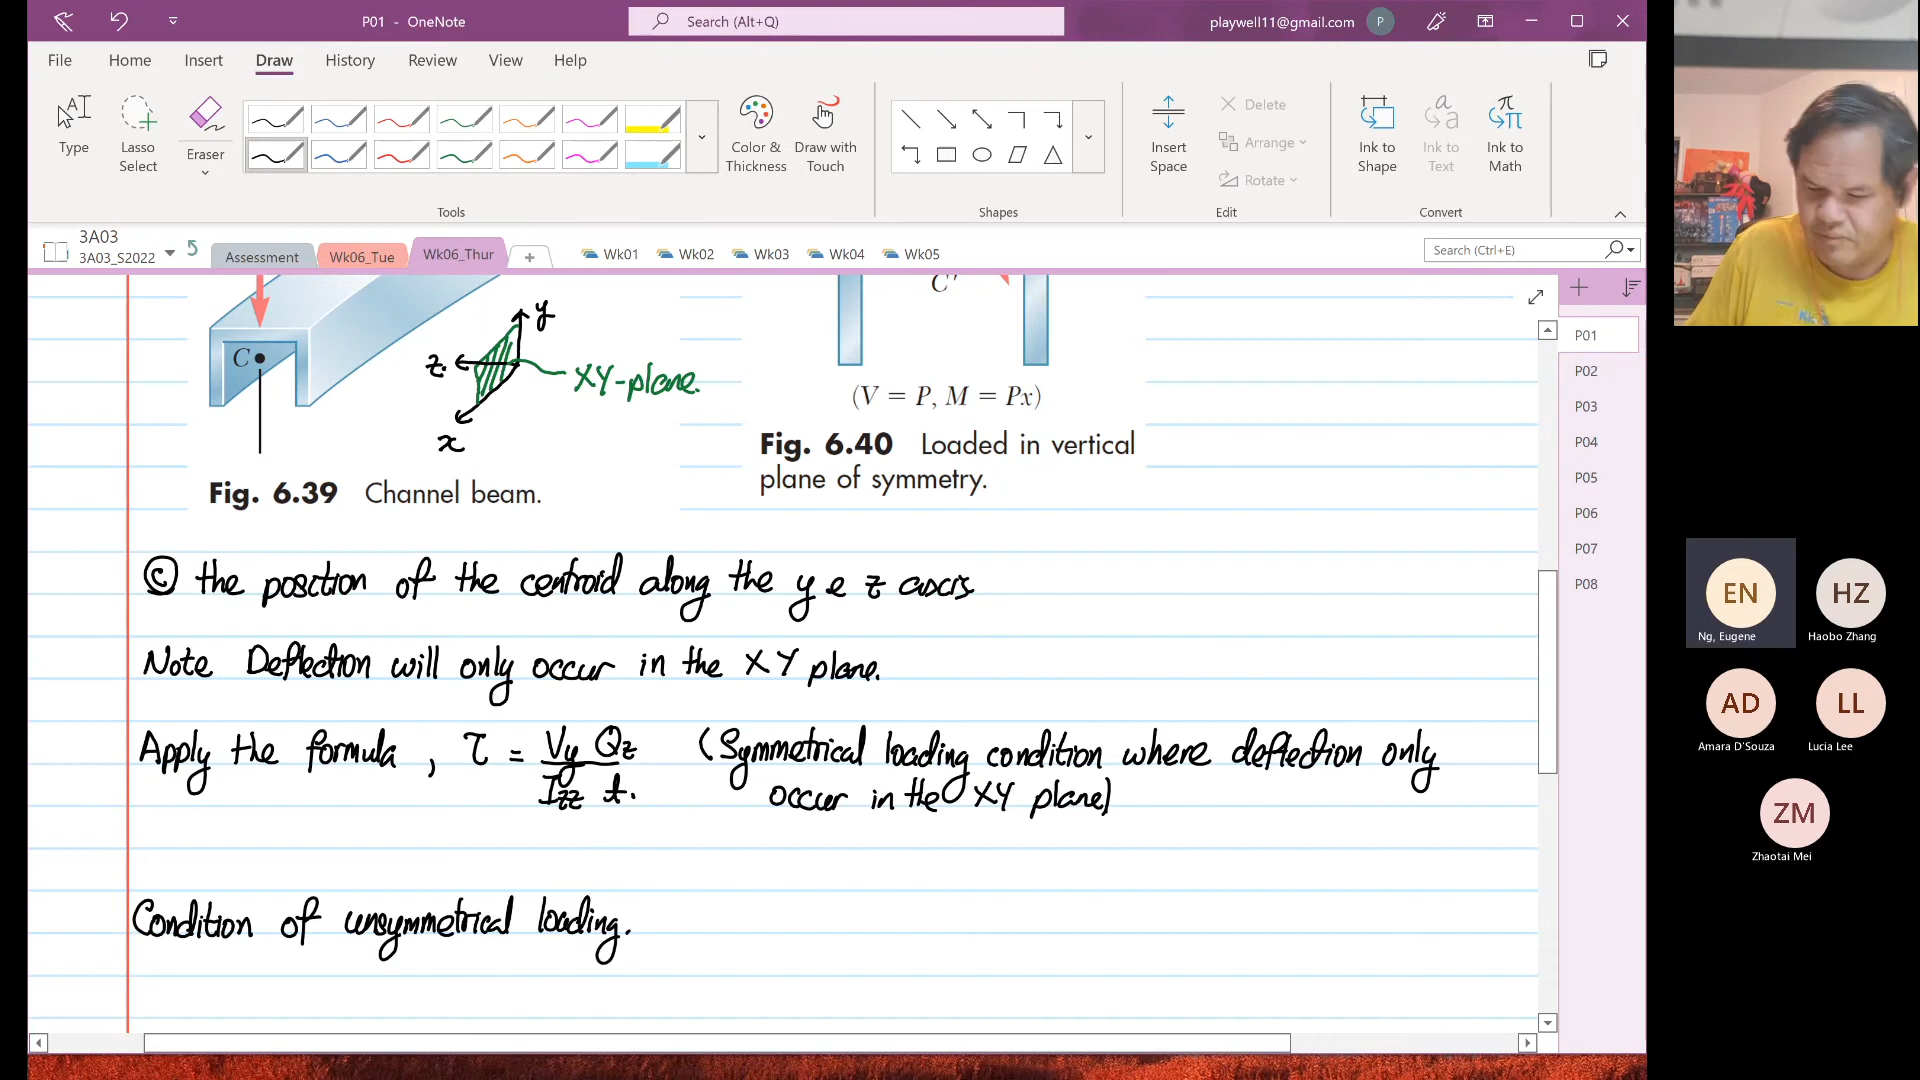 P01 - OneNote
Search (Alt+Q)
playwell11@gmail.com
P
File Home Insert Draw History Review View Help
Type
Lasso Select
Eraser
Color & Thickness
Draw with Touch
Insert Space
Delete
Arrange
Rotate
Ink to Shape
Ink to Text
Ink to Math
Tools
Shapes
Edit
Convert
3A03
3A03_S2022
Assessment
Wk06_Tue
Wk06_Thur
Wk01
Wk02
Wk03
Wk04
Wk05
Search (Ctrl+E)
P01
P02
P03
P04
P05
P06
P07
P08
C
y
z
x
XY-plane.
C'
(V = P, M = Px)
Fig. 6.39 Channel beam.
Fig. 6.40 Loaded in vertical
plane of symmetry.
© the position of the centroid along the y e z axis
Note Deflection will only occur in the XY plane.
Apply the formula, τ = Vy Qz / Izz t. (Symmetrical loading condition where deflection only
occur in the XY plane)
Condition of unsymmetrical loading.
EN
Ng, Eugene
HZ
Haobo Zhang
AD
Amara D'Souza
LL
Lucia Lee
ZM
Zhaotai Mei